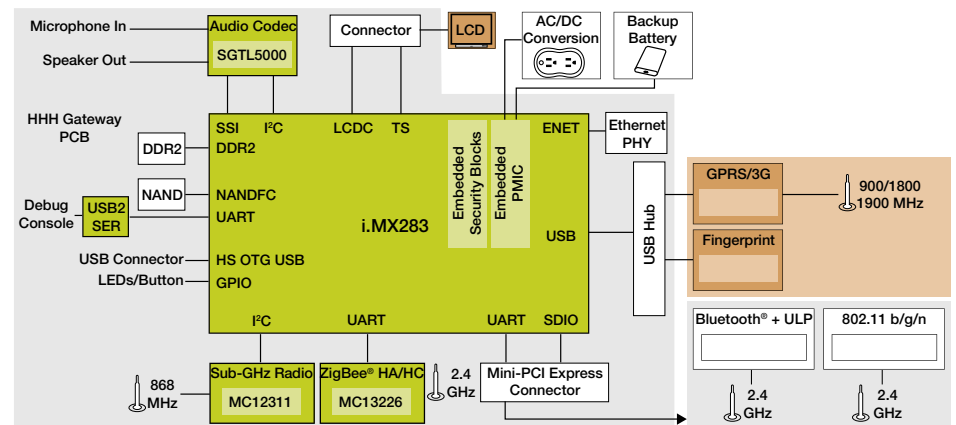 Microphone In
Speaker Out
Audio Codec
SGTL5000
Connector
LCD
AC/DC
Conversion
Backup
Battery
HHH Gateway
PCB
SSI
I²C
LCDC
TS
ENET
Ethernet
PHY
DDR2
DDR2
NAND
NANDFC
Debug
Console
USB2
SER
UART
i.MX283
Embedded
Security Blocks
Embedded
PMIC
USB
USB Hub
GPRS/3G
900/1800
1900 MHz
Fingerprint
USB Connector
HS OTG USB
LEDs/Button
GPIO
I²C
UART
UART
SDIO
868
MHz
Sub-GHz Radio
MC12311
ZigBee® HA/HC
MC13226
2.4
GHz
Mini-PCI Express
Connector
Bluetooth® + ULP
802.11 b/g/n
2.4
GHz
2.4
GHz